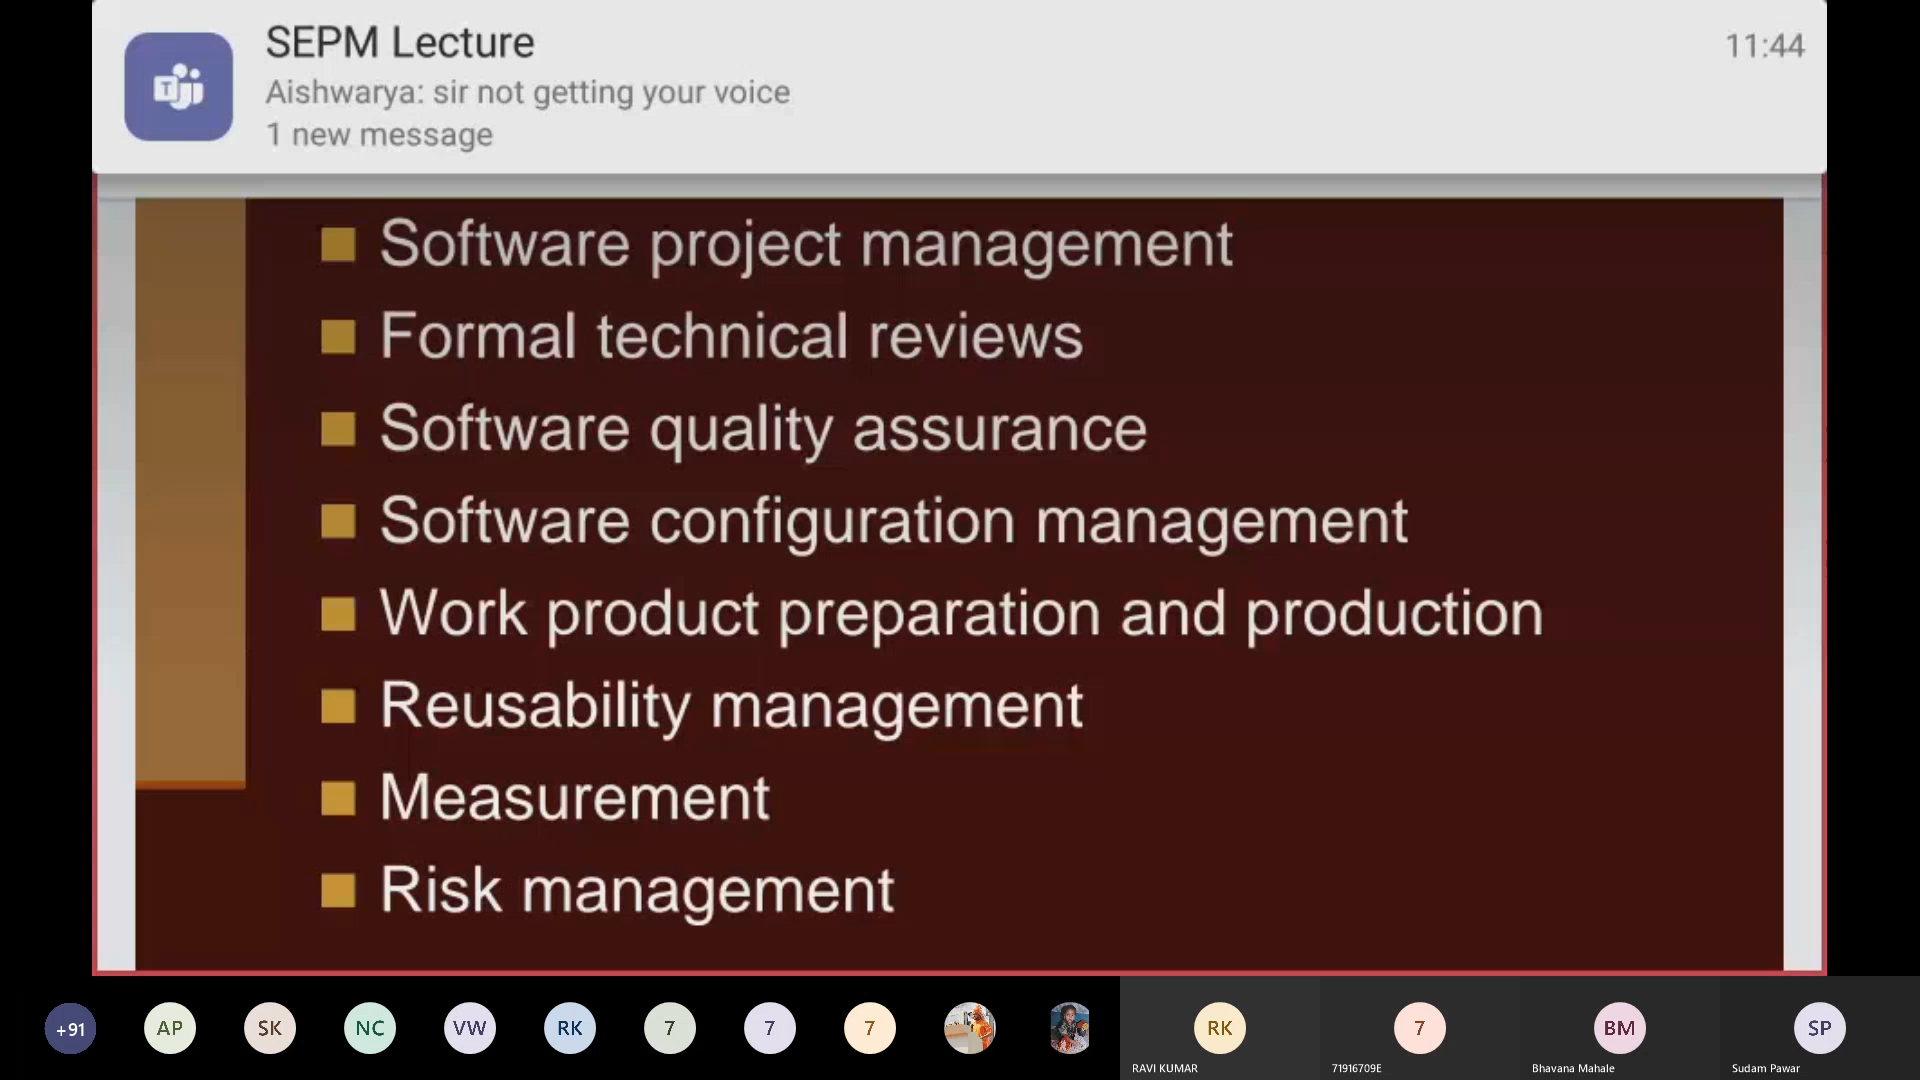 SEPM Lecture
11:44
Aishwarya: sir not getting your voice
1 new message
T
Software project management
Formal technical reviews
Software quality assurance
Software configuration management
Work product preparation and production
Reusability management
Measurement
Risk management
+91 AP SK NC VW RK 7 7 7 RK 7 BM SP
RAVI KUMAR 71916709E Bhavana Mahale Sudam Pawar